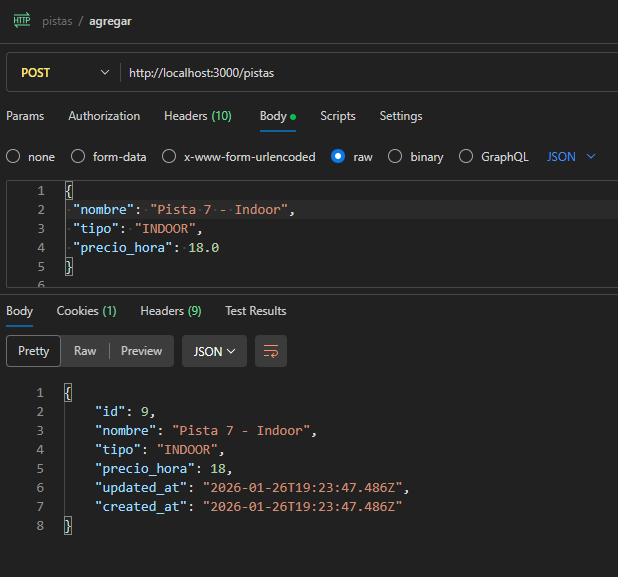 HTTP pistas / agregar
POST http://localhost:3000/pistas
Params Authorization Headers (10) Body Scripts Settings
none form-data x-www-form-urlencoded raw binary GraphQL JSON
1 {
2 "nombre": "Pista 7 - Indoor",
3 "tipo": "INDOOR",
4 "precio_hora": 18.0
5 }
6
Body Cookies (1) Headers (9) Test Results
Pretty Raw Preview JSON
1 {
2 "id": 9,
3 "nombre": "Pista 7 - Indoor",
4 "tipo": "INDOOR",
5 "precio_hora": 18,
6 "updated_at": "2026-01-26T19:23:47.486Z",
7 "created_at": "2026-01-26T19:23:47.486Z"
8 }